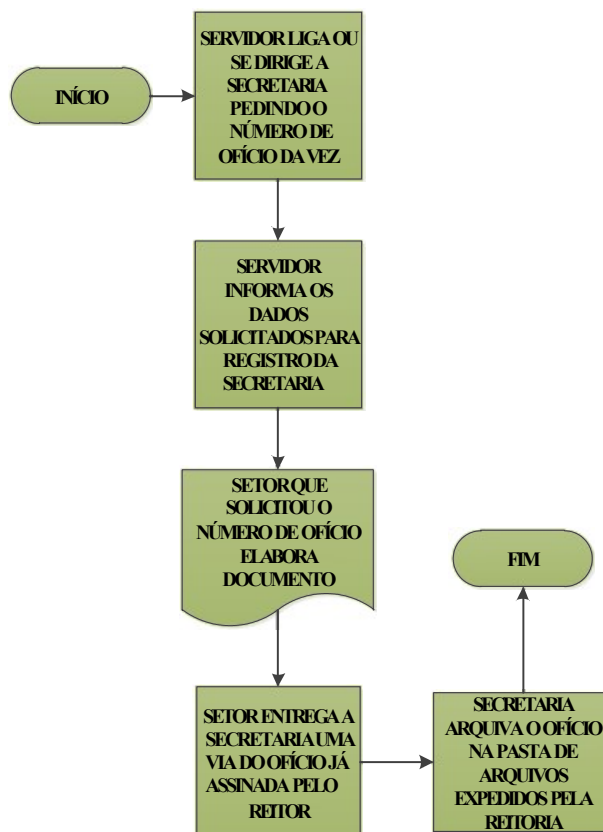 INÍCIO
SERVIDOR LIGA OU
SE DIRIGE A
SECRETARIA
PEDINDO O
NÚMERO DE
OFÍCIO DA VEZ
SERVIDOR
INFORMA OS
DADOS
SOLICITADOS PARA
REGISTRO DA
SECRETARIA
SETOR QUE
SOLICITOU O
NÚMERO DE OFÍCIO
ELABORA
DOCUMENTO
SETOR ENTREGA A
SECRETARIA UMA
VIA DO OFÍCIO JÁ
ASSINADA PELO
REITOR
SECRETARIA
ARQUIVA O OFÍCIO
NA PASTA DE
ARQUIVOS
EXPEDIDOS PELA
REITORIA
FIM